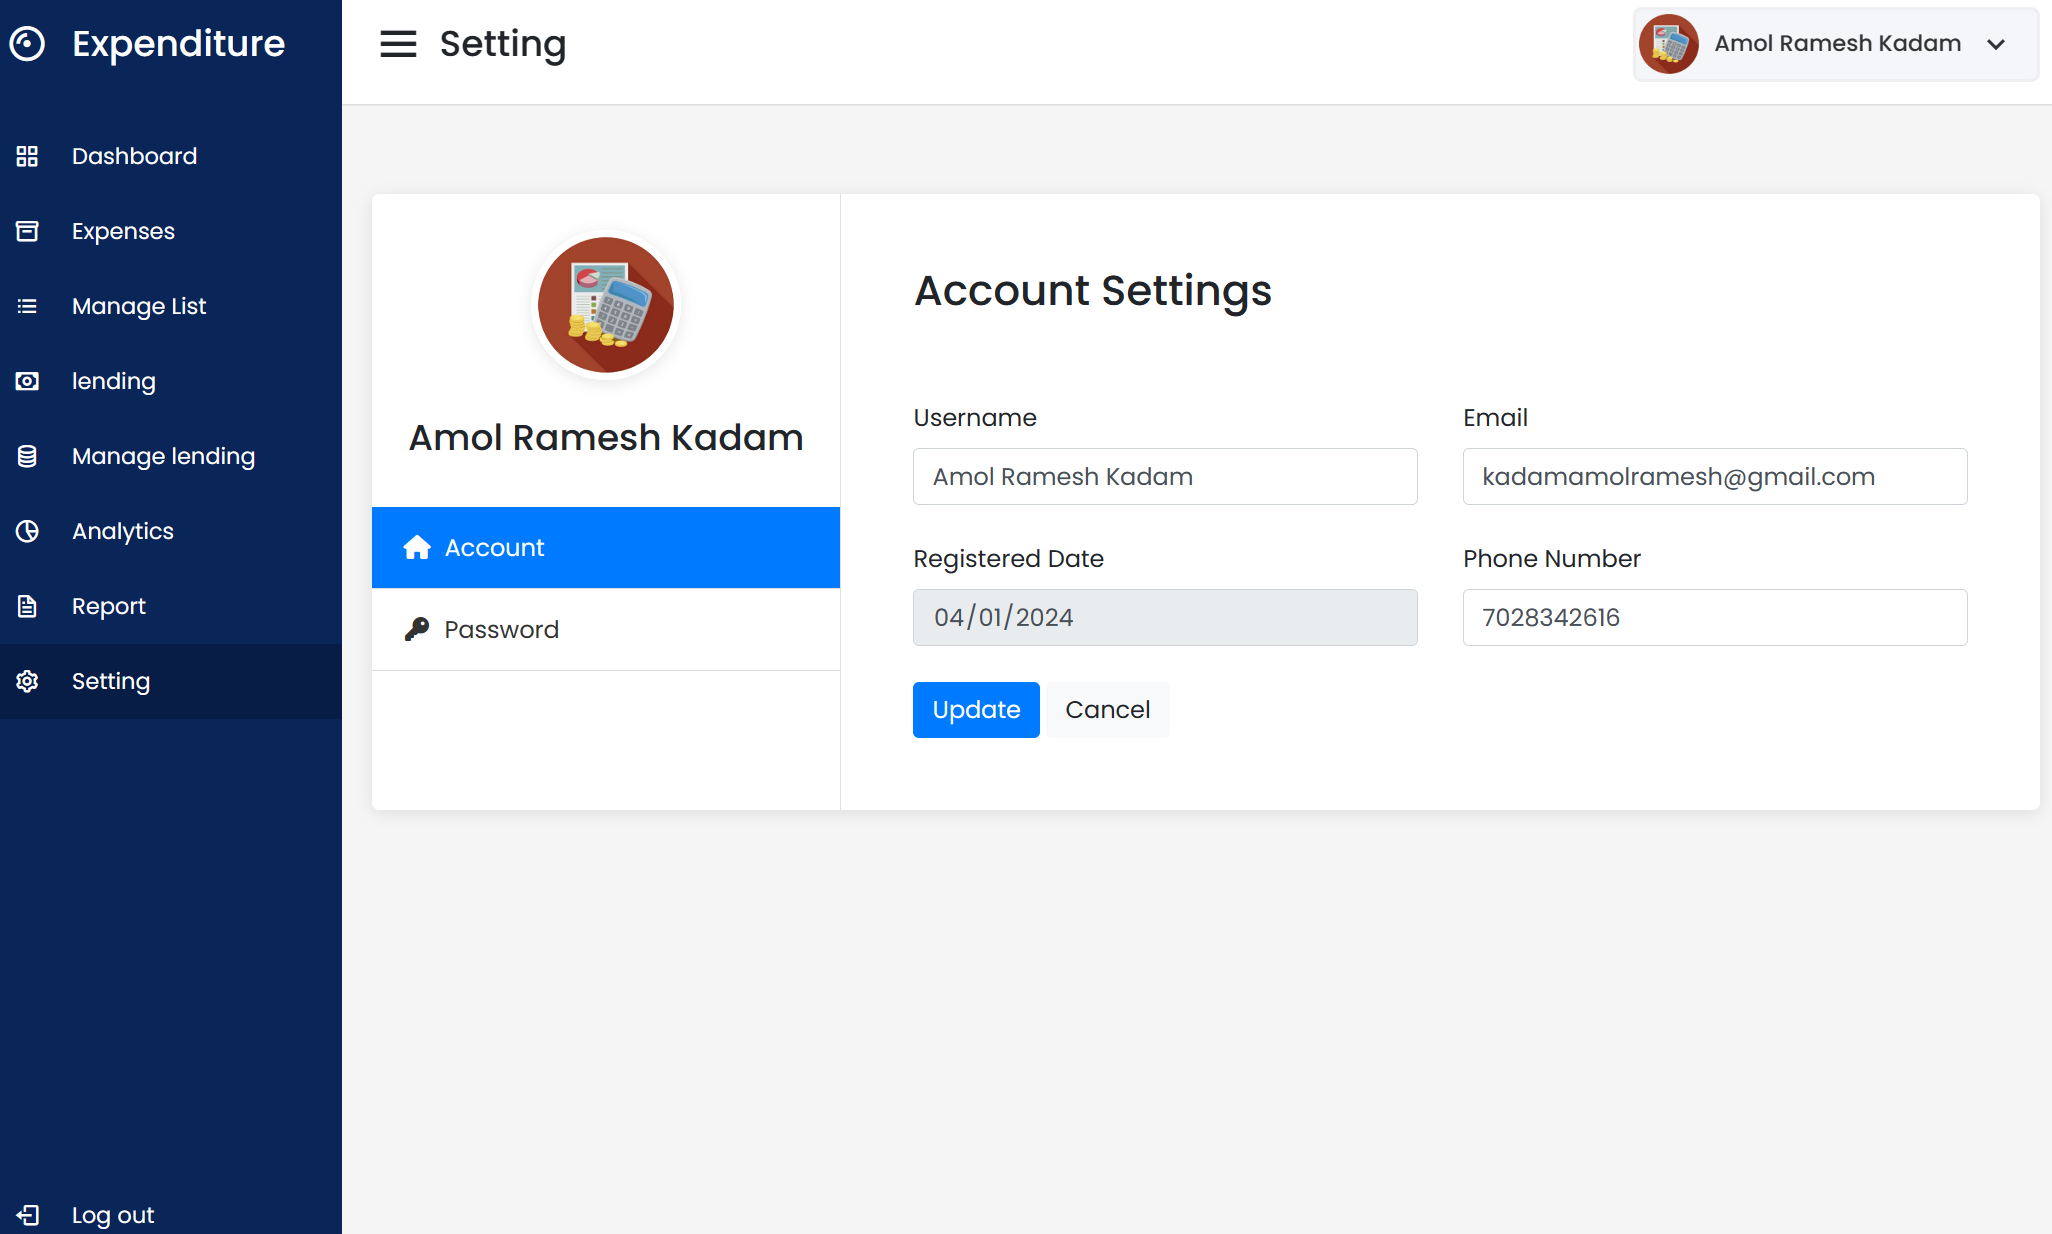 Expenditure
Dashboard
Expenses
Manage List
lending
Manage lending
Analytics
Report
Setting
Log out
Setting
Amol Ramesh Kadam
Amol Ramesh Kadam
Account
Password
Account Settings
Username
Email
Amol Ramesh Kadam
kadamamolramesh@gmail.com
Registered Date
Phone Number
04/01/2024
7028342616
Update
Cancel